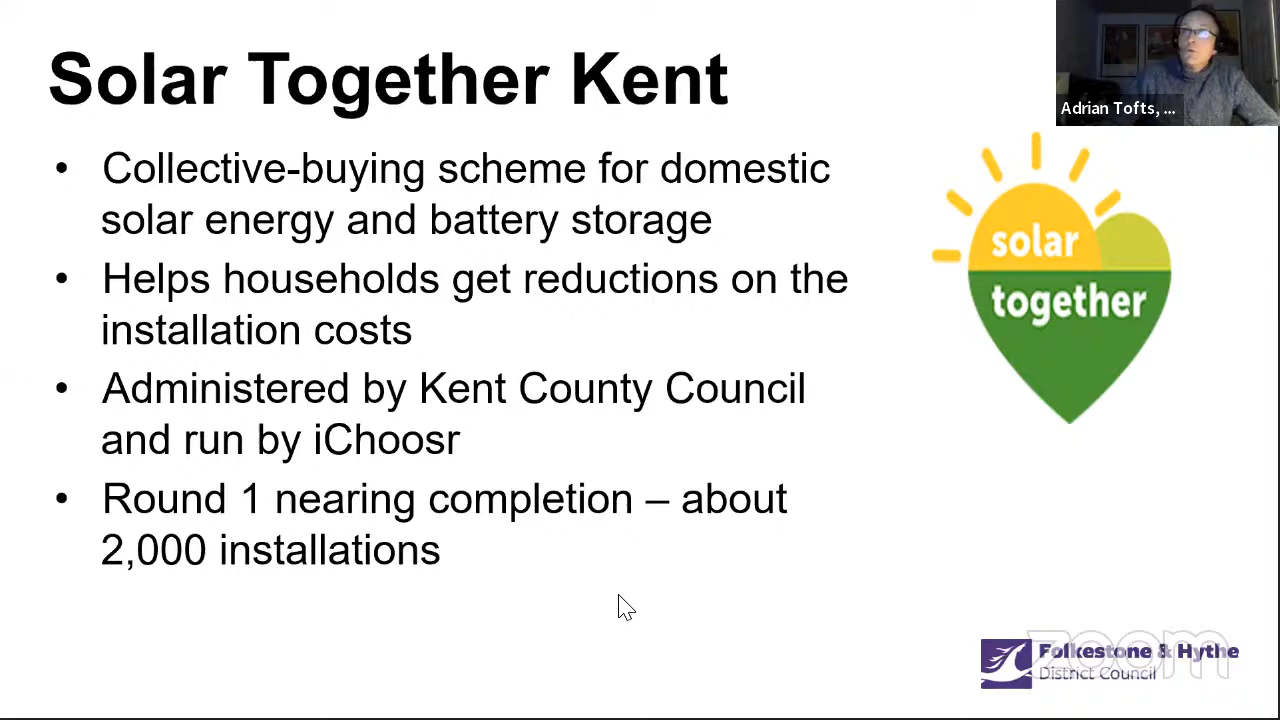 Solar Together Kent
Adrian Tofts, ...
• Collective-buying scheme for domestic
solar energy and battery storage
• Helps households get reductions on the
installation costs
• Administered by Kent County Council
and run by iChoosr
• Round 1 nearing completion – about
2,000 installations
solar
together
zoom
Folkestone & Hythe
District Council